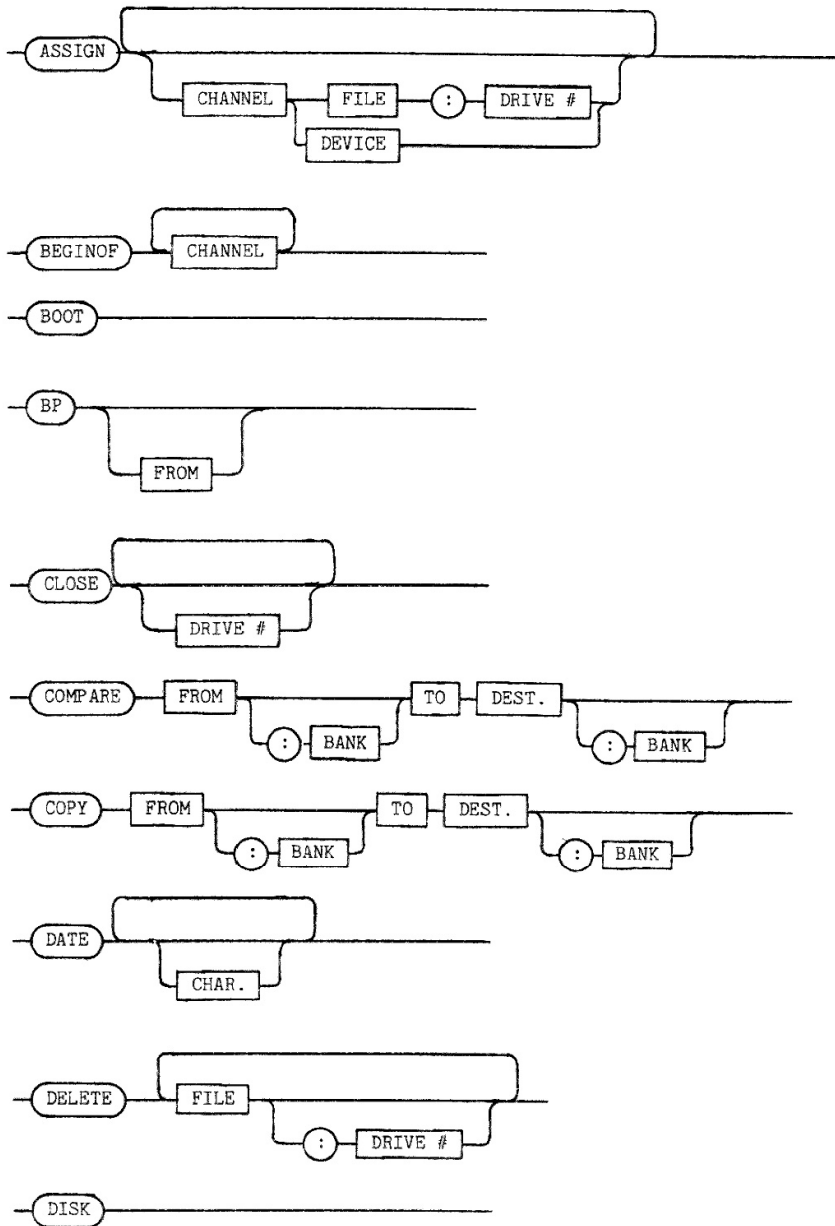 ASSIGN
CHANNEL FILE : DRIVE #
DEVICE
BEGINOF CHANNEL
BOOT
BP
FROM
CLOSE
DRIVE #
COMPARE FROM TO DEST.
: BANK : BANK
COPY FROM TO DEST.
: BANK : BANK
DATE
CHAR.
DELETE FILE
: DRIVE #
DISK